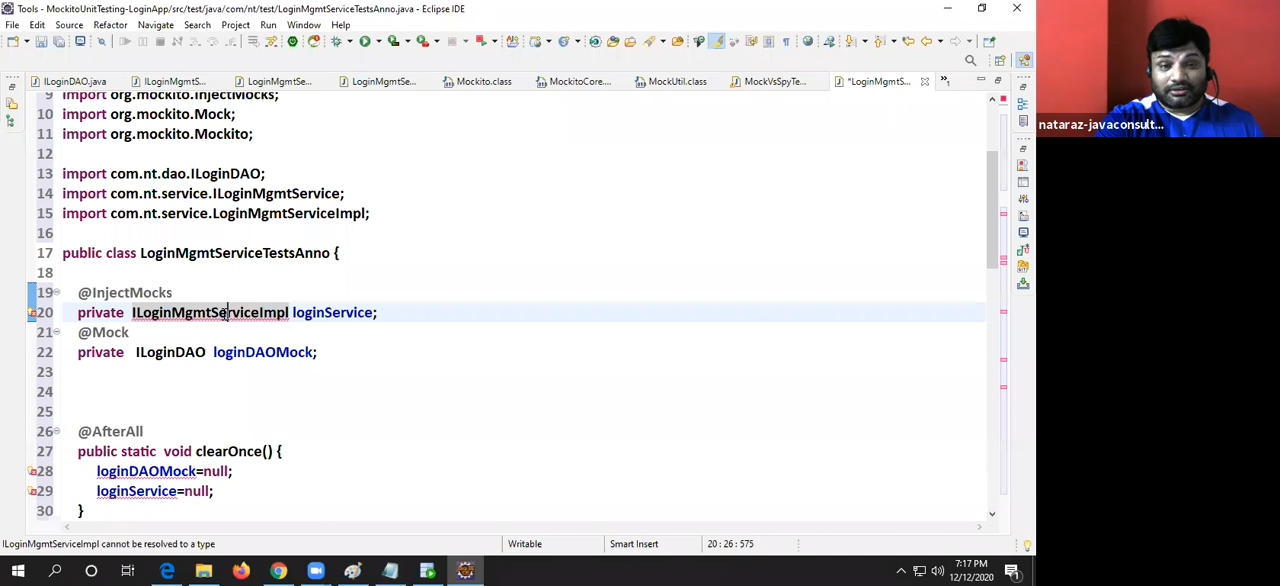 Tools - MockitoUnitTesting-LoginApp/src/test/java/com/nt/test/LoginMgmtServiceTestsAnno.java - Eclipse IDE
File Edit Source Refactor Navigate Search Project Run Window Help
ILoginDAO.java ILoginMgmtS... LoginMgmtSe... LoginMgmtSe... Mockito.class MockitoCore.... MockUtil.class MockVsSpyTe... *LoginMgmtS... »1
9 import org.mockito.InjectMocks;
10 import org.mockito.Mock;
11 import org.mockito.Mockito;
12
13 import com.nt.dao.ILoginDAO;
14 import com.nt.service.ILoginMgmtService;
15 import com.nt.service.LoginMgmtServiceImpl;
16
17 public class LoginMgmtServiceTestsAnno {
18
19 @InjectMocks
20 private ILoginMgmtServiceImpl loginService;
21 @Mock
22 private ILoginDAO loginDAOMock;
23
24
25
26 @AfterAll
27 public static void clearOnce() {
28 loginDAOMock=null;
29 loginService=null;
30 }
ILoginMgmtServiceImpl cannot be resolved to a type Writable Smart Insert 20 : 26 : 575
7:17 PM
12/12/2020
nataraz-javaconsult...